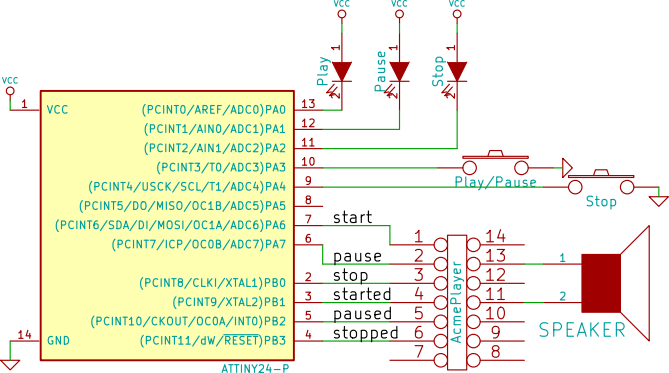 VCC VCC VCC
1 1 1
Play Pause Stop
2 2 2
VCC
1 VCC (PCINT0/AREF/ADC0)PA0 13
(PCINT1/AIN0/ADC1)PA1 12
(PCINT2/AIN1/ADC2)PA2 11
(PCINT3/T0/ADC3)PA3 10
Play/Pause
(PCINT4/USCK/SCL/T1/ADC4)PA4 9
Stop
(PCINT5/DO/MISO/OC1B/ADC5)PA5 8
(PCINT6/SDA/DI/MOSI/OC1A/ADC6)PA6 7 start
(PCINT7/ICP/OC0B/ADC7)PA7 6 1 14
pause 2 13 1
(PCINT8/CLKI/XTAL1)PB0 2 stop 3 12
(PCINT9/XTAL2)PB1 3 started 4 11 2
(PCINT10/CKOUT/OC0A/INT0)PB2 5 paused 5 10
14 GND (PCINT11/dW/RESET)PB3 4 stopped 6 9
7 8
AcmePlayer
SPEAKER
ATTINY24-P